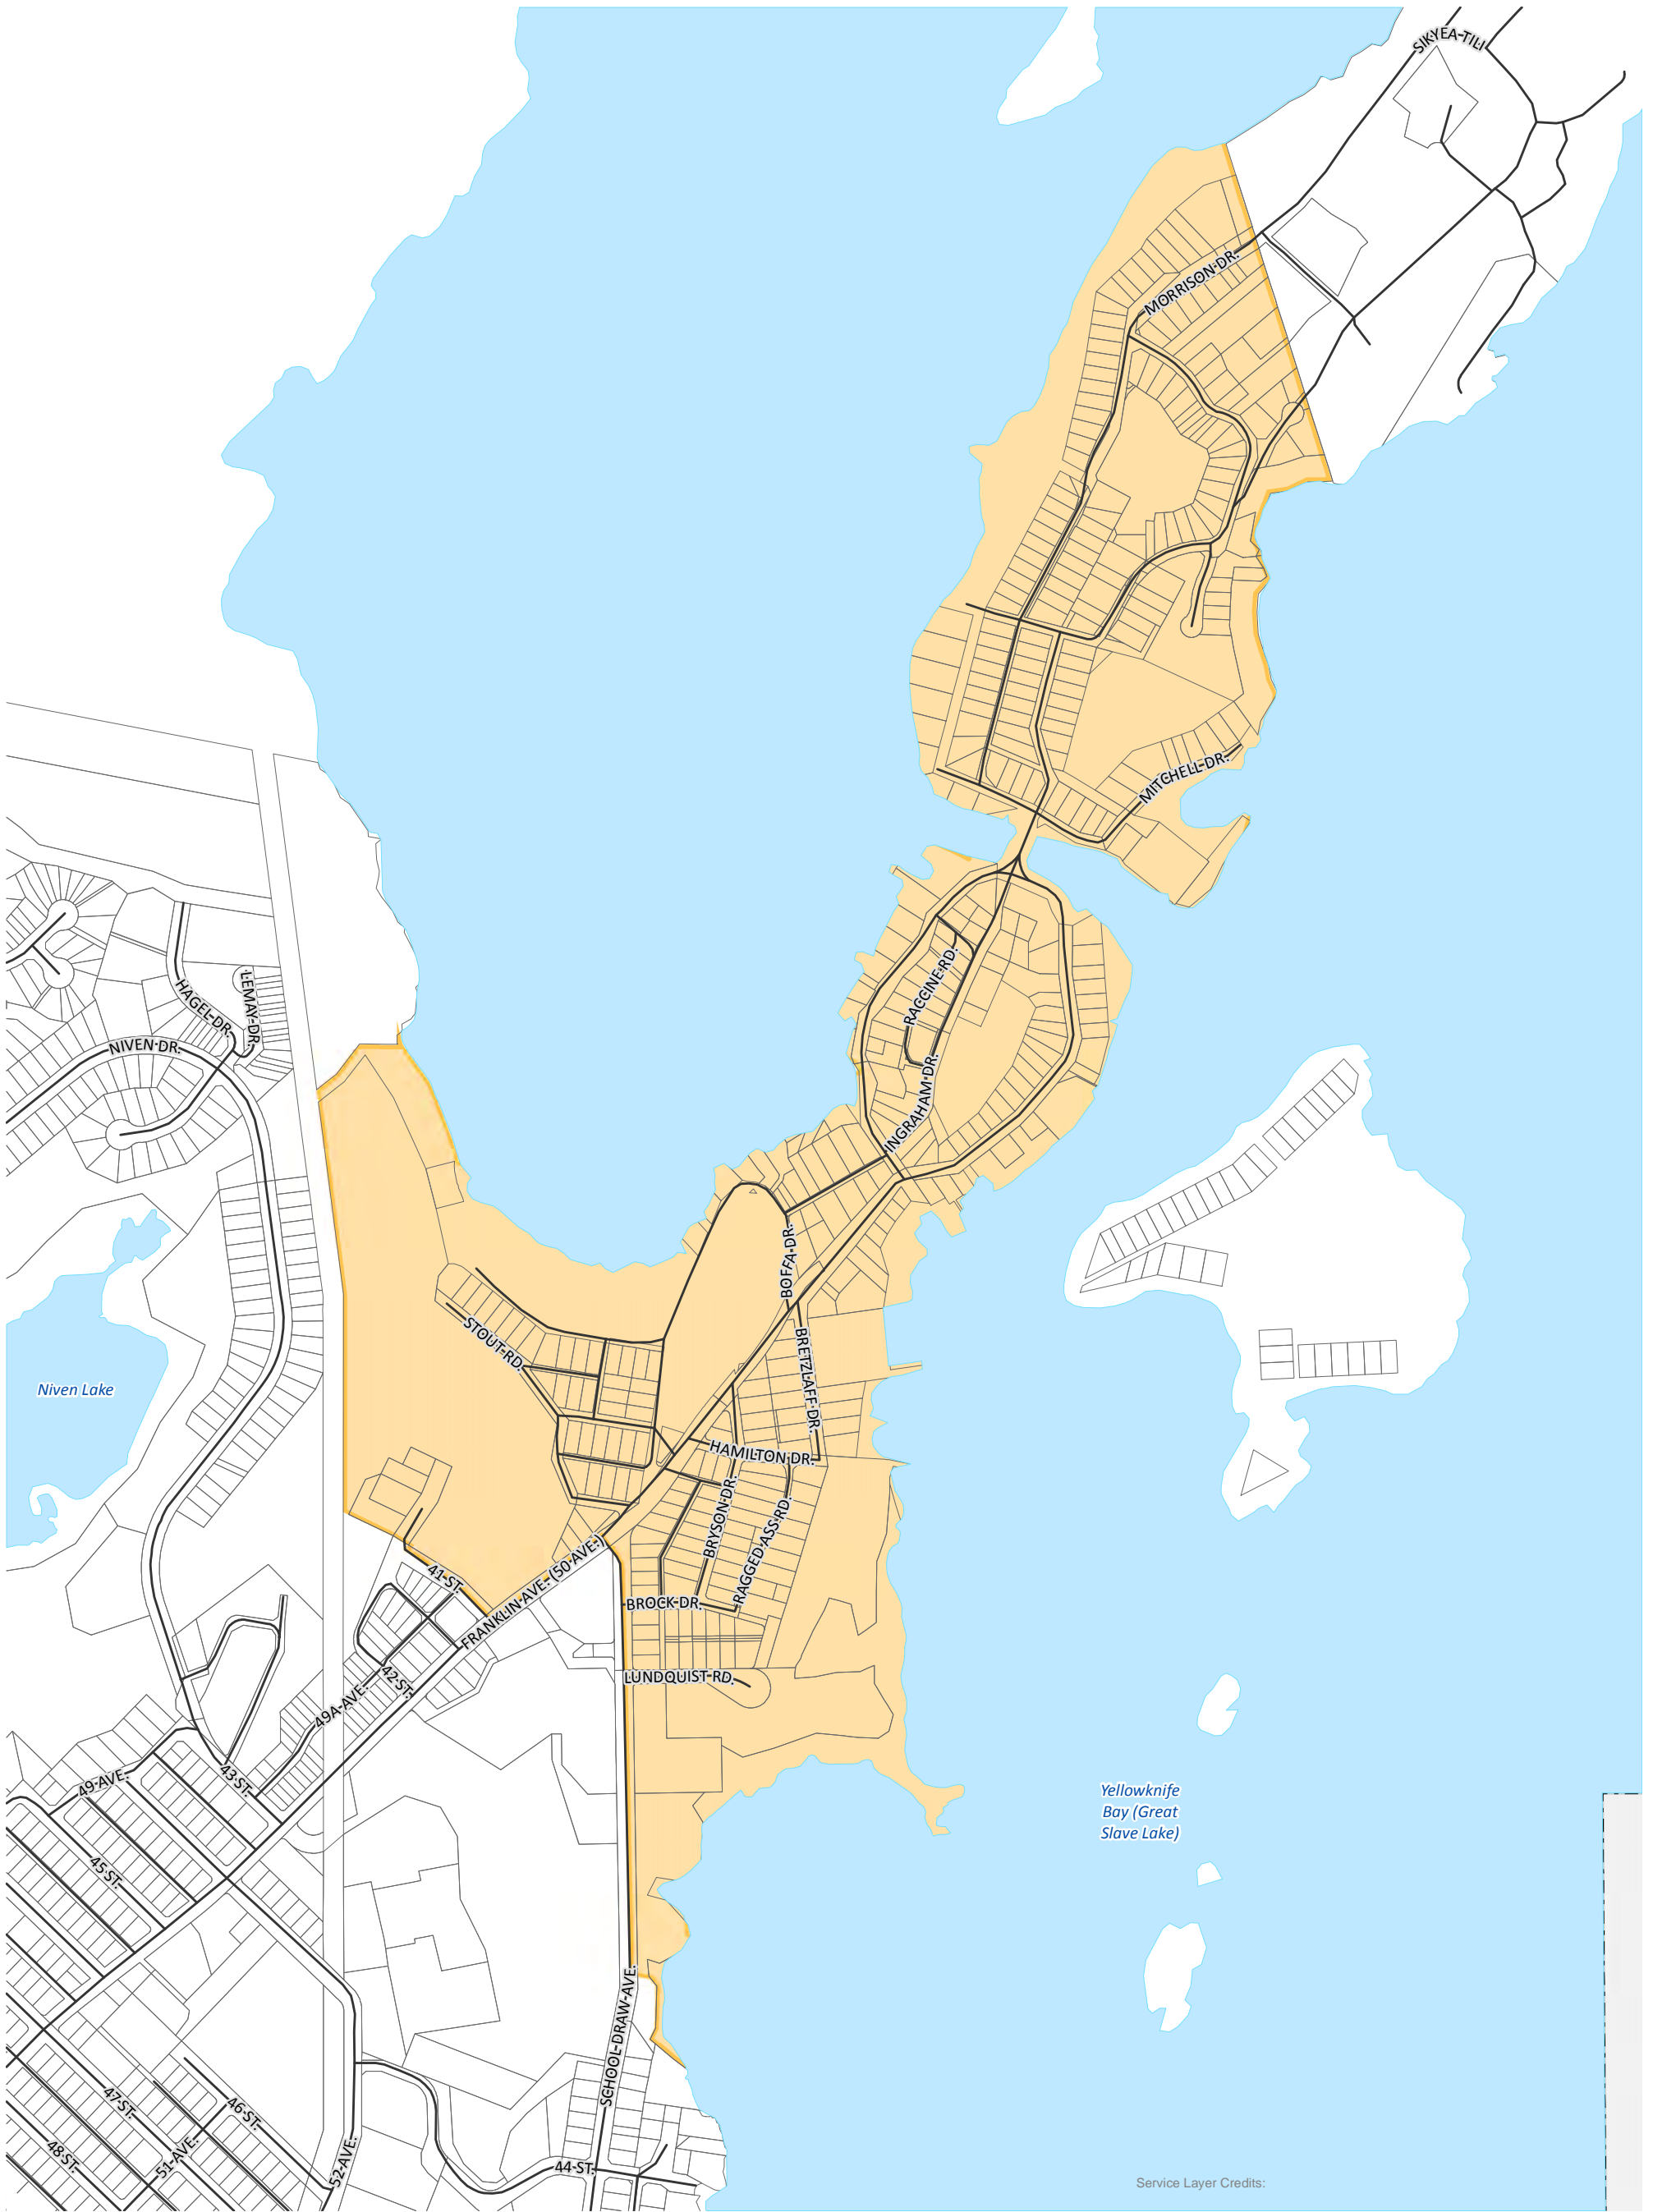 SIKYEA-TILI
MORRISON-DR.
MITCHELL-DR.
RACCINE-RD.
HAGEL-DR.
LEMAY-DR.
NIVEN-DR.
INGRAHAM-DR.
BOFFA-DR.
STOUT-RD.
BRETZLAFF-DR.
Niven Lake
HAMILTON DR.
BRYSON-DR.
RAGGED ASS-RD.
41-ST.
FRANKLIN-AVE. (50-AVE.)
BROCK-DR.
LUNDQUIST-RD.
42-ST.
49A-AVE.
43-ST.
49-AVE.
Yellowknife
Bay (Great
Slave Lake)
45-ST.
SCHOOL-DRAW-AVE.
47-ST.
46-ST.
48-ST.
51-AVE.
52-AVE.
44-ST.
Service Layer Credits: